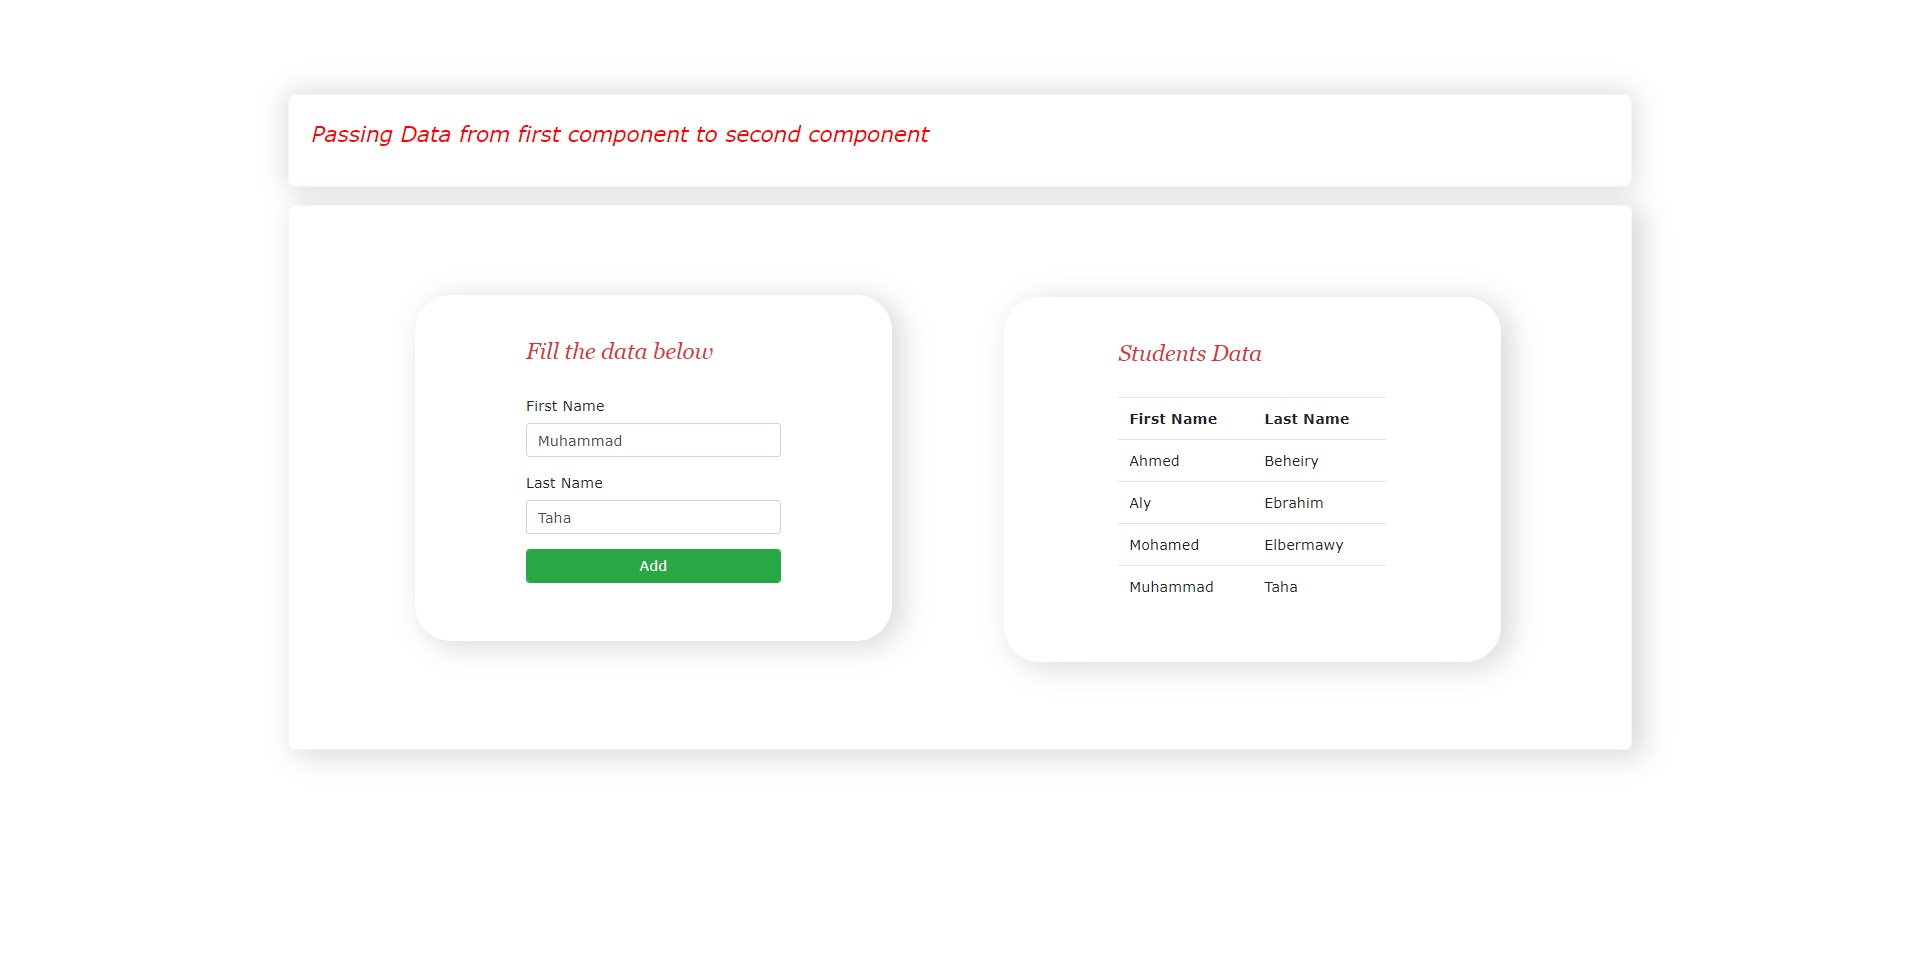 Passing Data from first component to second component
Fill the data below
First Name
Muhammad
Last Name
Taha
Add
Students Data
First Name Last Name
Ahmed Beheiry
Aly Ebrahim
Mohamed Elbermawy
Muhammad Taha